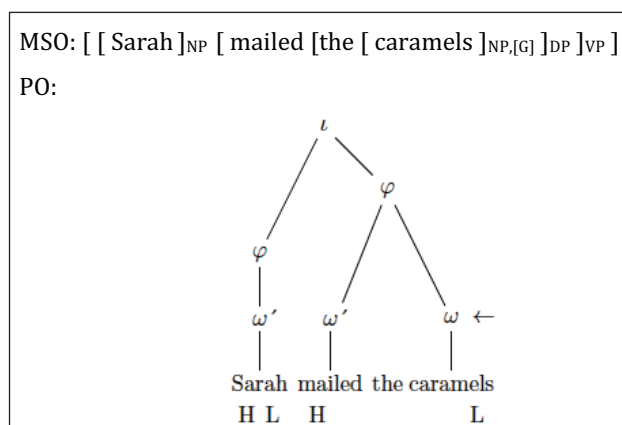 MSO: [ [ Sarah ]NP [ mailed [the [ caramels ]NP,[G] ]DP ]VP ]
PO:
ι
φ
φ
ω′ ω′ ω ←
Sarah mailed the caramels
H L H L